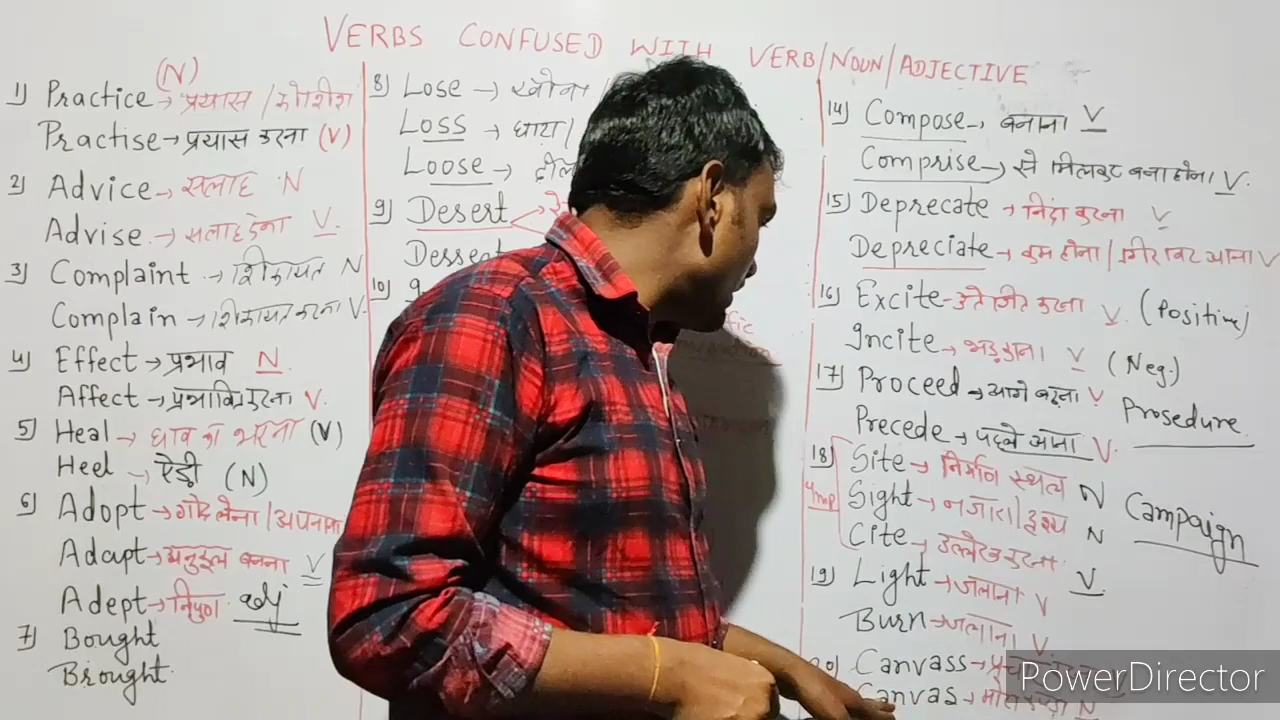 VERBS CONFUSED WITH VERB/NOUN/ADJECTIVE
(N)
1) Practice → प्रयास / कोशिश
Practise → प्रयास करना (V)
2) Advice → सलाह N
Advise → सलाह देना V.
3) Complaint → शिकायत N
Complain → शिकायत करना V.
4) Effect → प्रभाव N
Affect → प्रभावित करना V.
5) Heal → घाव का भरना (V)
Heel → ऐड़ी (N)
6) Adopt → गोद लेना / अपनाना
Adapt → अनुकूल बनना V
Adept → निपुण adj
7) Bought
Brought
8) Lose → खोना
Loss → घाटा /
Loose →
9) Desert
10)
14) Compose → बनाना V
Comprise → से मिलकर बना होना V.
15) Deprecate → निंदा करना V
Depreciate → कम होना / गिरावट आना V
16) Excite - उत्तेजित करना V. (Positive)
Incite → भड़काना V (Neg.)
17) Proceed → आगे बढ़ना V
Prosedure
Precede → पहले आना V.
18) Site → निर्माण स्थल N
Imp
Sight → नजारा / दृश्य N
Campaign
Cite → उल्लेख करना V
19) Light → जलाना V
Burn → जलाना V
20) Canvass →
Canvas → N
PowerDirector